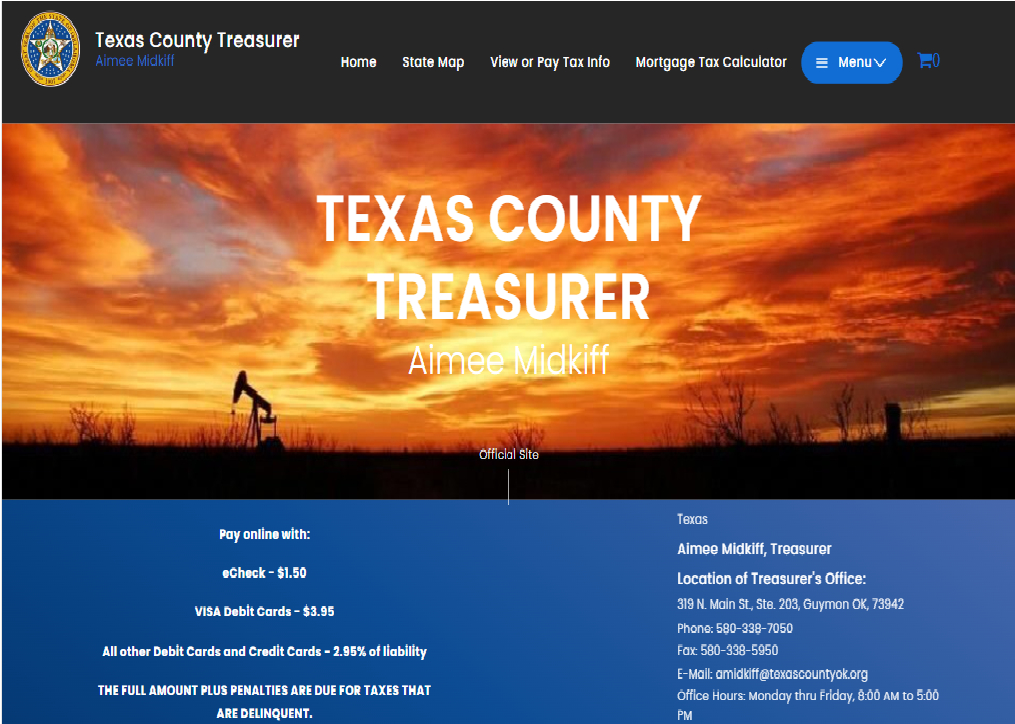 Texas County Treasurer
Aimee Midkiff
Home State Map View or Pay Tax Info Mortgage Tax Calculator Menu 0
TEXAS COUNTY
TREASURER
Aimee Midkiff
Official Site
Pay online with:
eCheck - $1.50
VISA Debit Cards - $3.95
All other Debit Cards and Credit Cards - 2.95% of liability
THE FULL AMOUNT PLUS PENALTIES ARE DUE FOR TAXES THAT
ARE DELINQUENT.
Texas
Aimee Midkiff, Treasurer
Location of Treasurer's Office:
319 N. Main St., Ste. 203, Guymon OK, 73942
Phone: 580-338-7050
Fax: 580-338-5950
E-Mail: amidkiff@texascountyok.org
Office Hours: Monday thru Friday, 8:00 AM to 5:00
PM